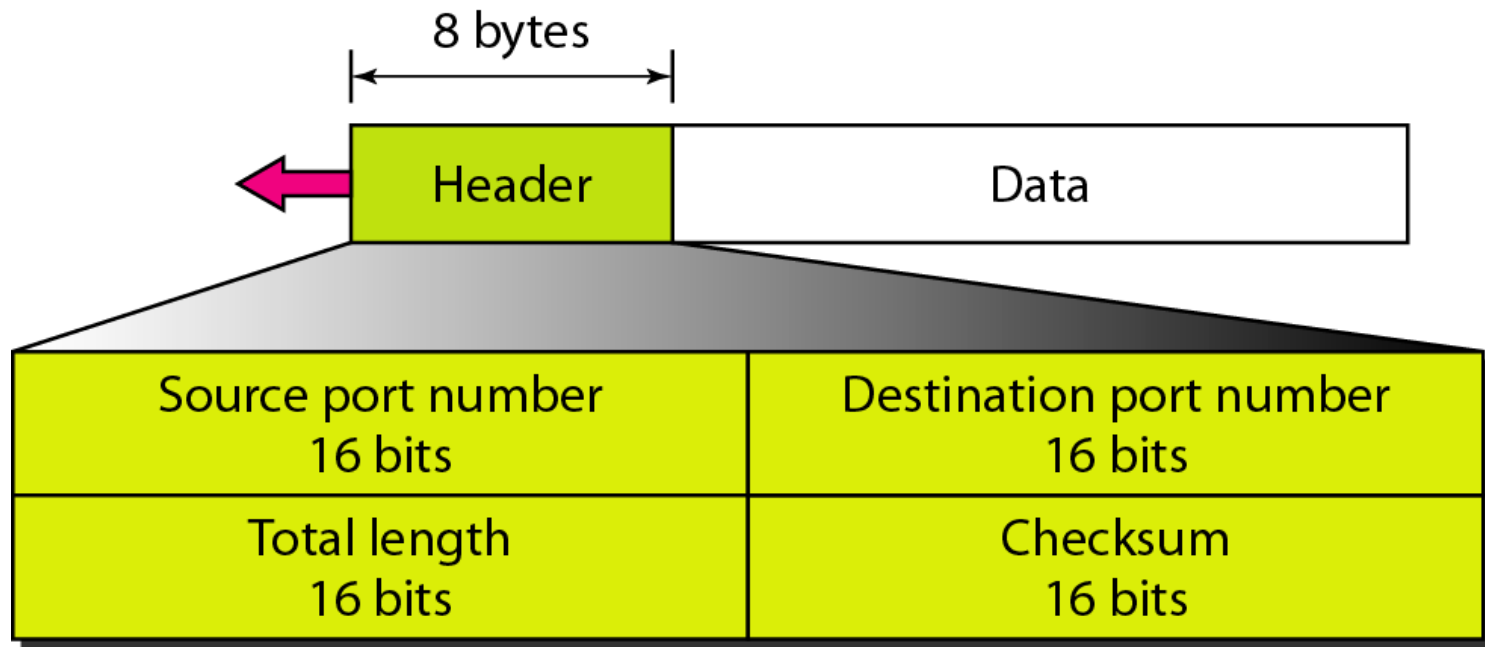 8 bytes
Header
Data
Source port number
16 bits
Destination port number
16 bits
Total length
16 bits
Checksum
16 bits